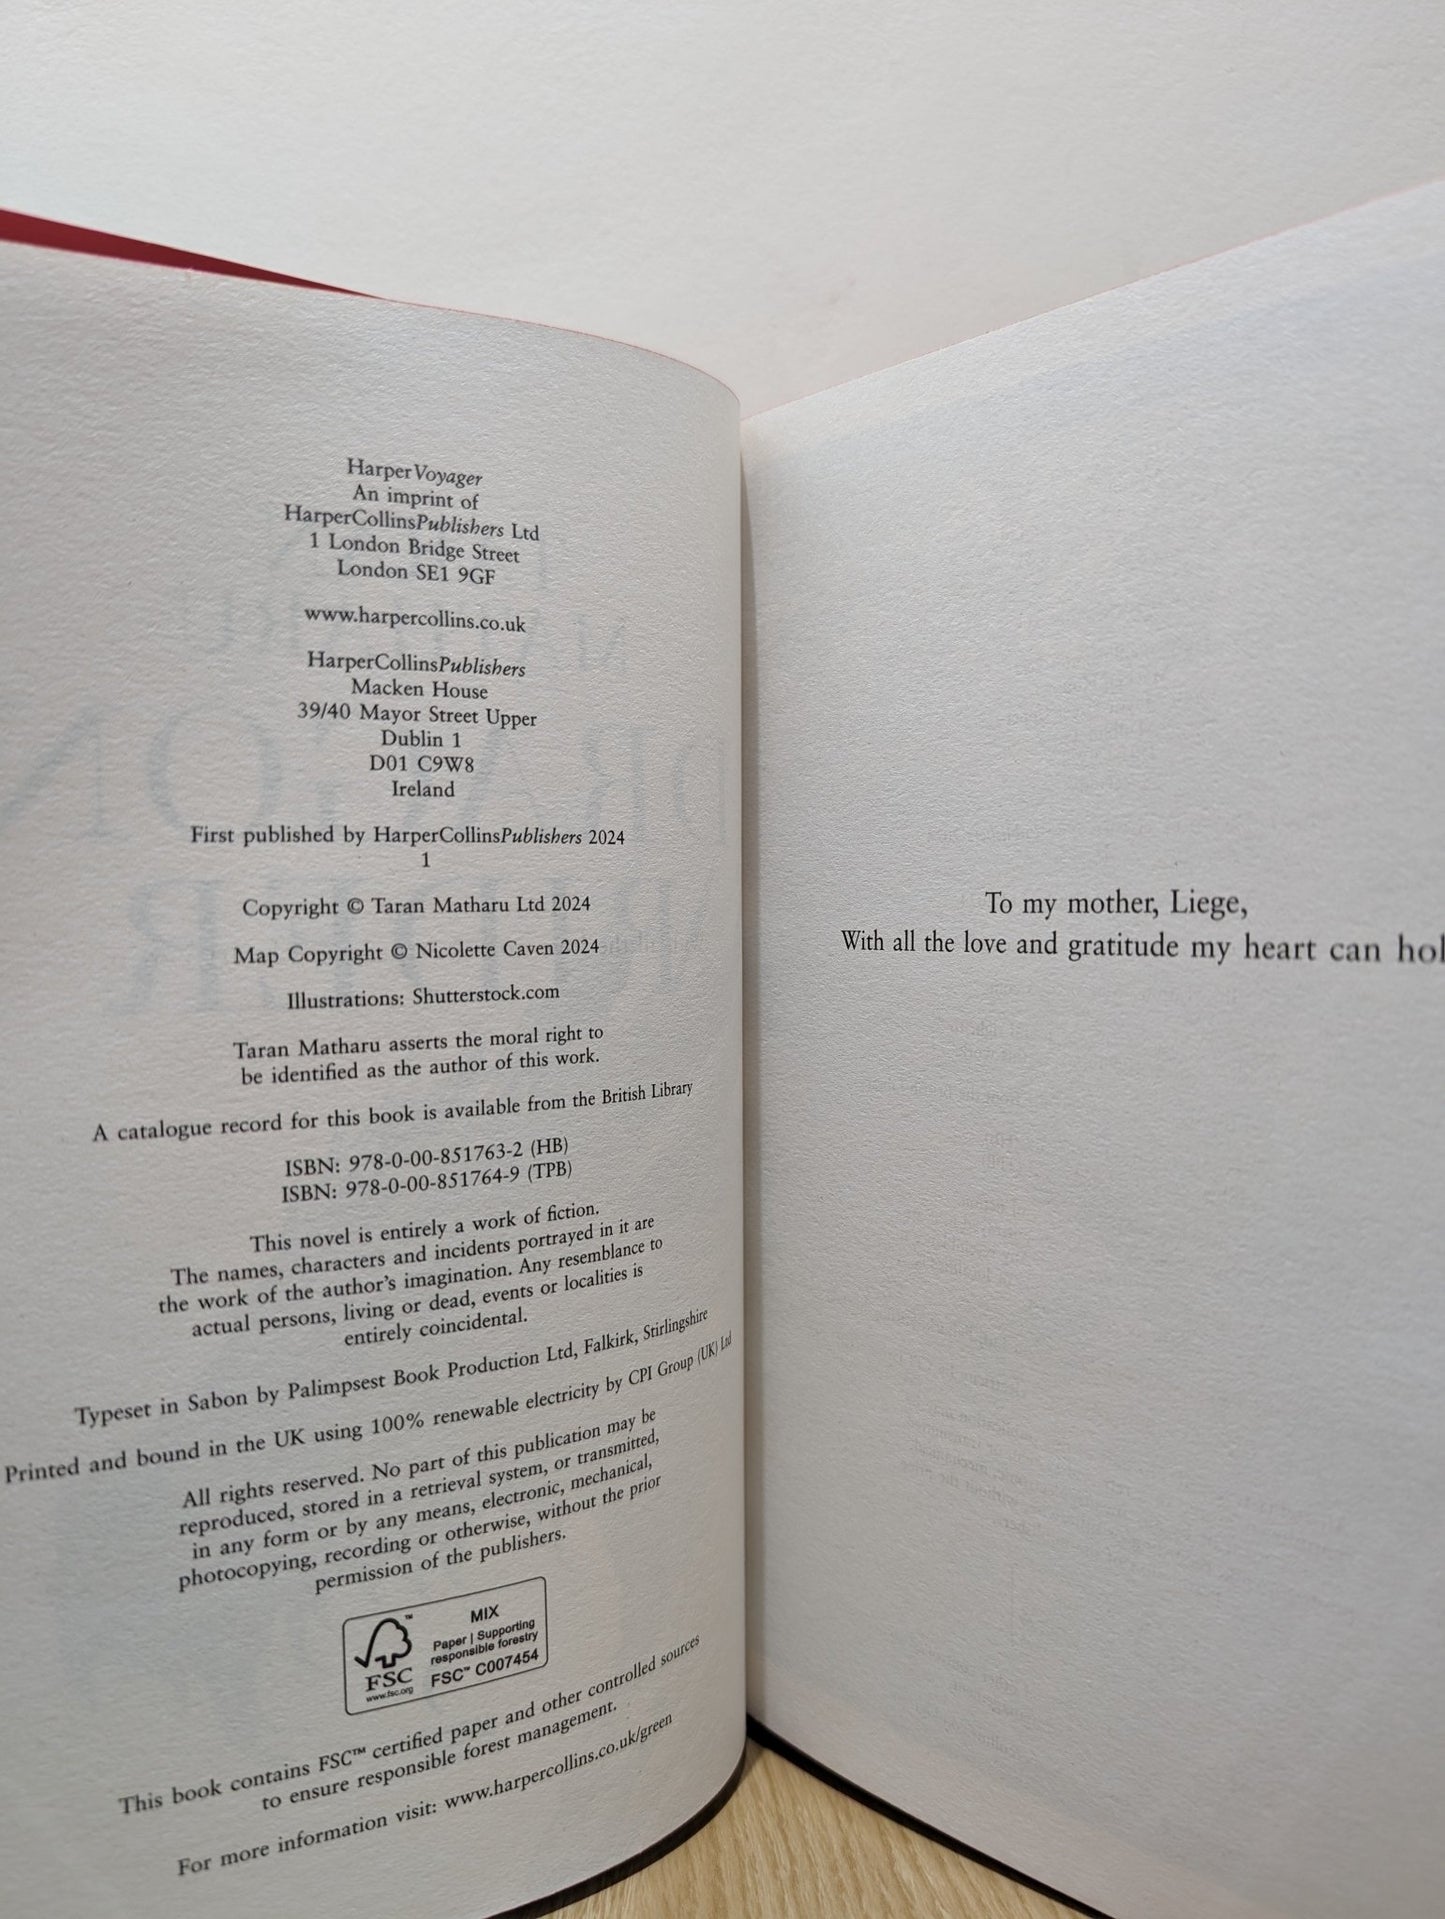 HarperVoyager
An imprint of
HarperCollinsPublishers Ltd
1 London Bridge Street
London SE1 9GF
www.harpercollins.co.uk
HarperCollinsPublishers
Macken House
39/40 Mayor Street Upper
Dublin 1
D01 C9W8
Ireland
First published by HarperCollinsPublishers 2024
1
Copyright © Taran Matharu Ltd 2024
Map Copyright © Nicolette Caven 2024
Illustrations: Shutterstock.com
Taran Matharu asserts the moral right to
be identified as the author of this work.
A catalogue record for this book is available from the British Library
ISBN: 978-0-00-851763-2 (HB)
ISBN: 978-0-00-851764-9 (TPB)
This novel is entirely a work of fiction.
The names, characters and incidents portrayed in it are
the work of the author's imagination. Any resemblance to
actual persons, living or dead, events or localities is
entirely coincidental.
Typeset in Sabon by Palimpsest Book Production Ltd, Falkirk, Stirlingshire
Printed and bound in the UK using 100% renewable electricity by CPI Group (UK) Ltd
All rights reserved. No part of this publication may be
reproduced, stored in a retrieval system, or transmitted,
in any form or by any means, electronic, mechanical,
photocopying, recording or otherwise, without the prior
permission of the publishers.
FSC™
www.fsc.org
MIX
Paper | Supporting
responsible forestry
FSC™ C007454
This book contains FSC™ certified paper and other controlled sources
to ensure responsible forest management.
For more information visit: www.harpercollins.co.uk/green
To my mother, Liege,
With all the love and gratitude my heart can hol